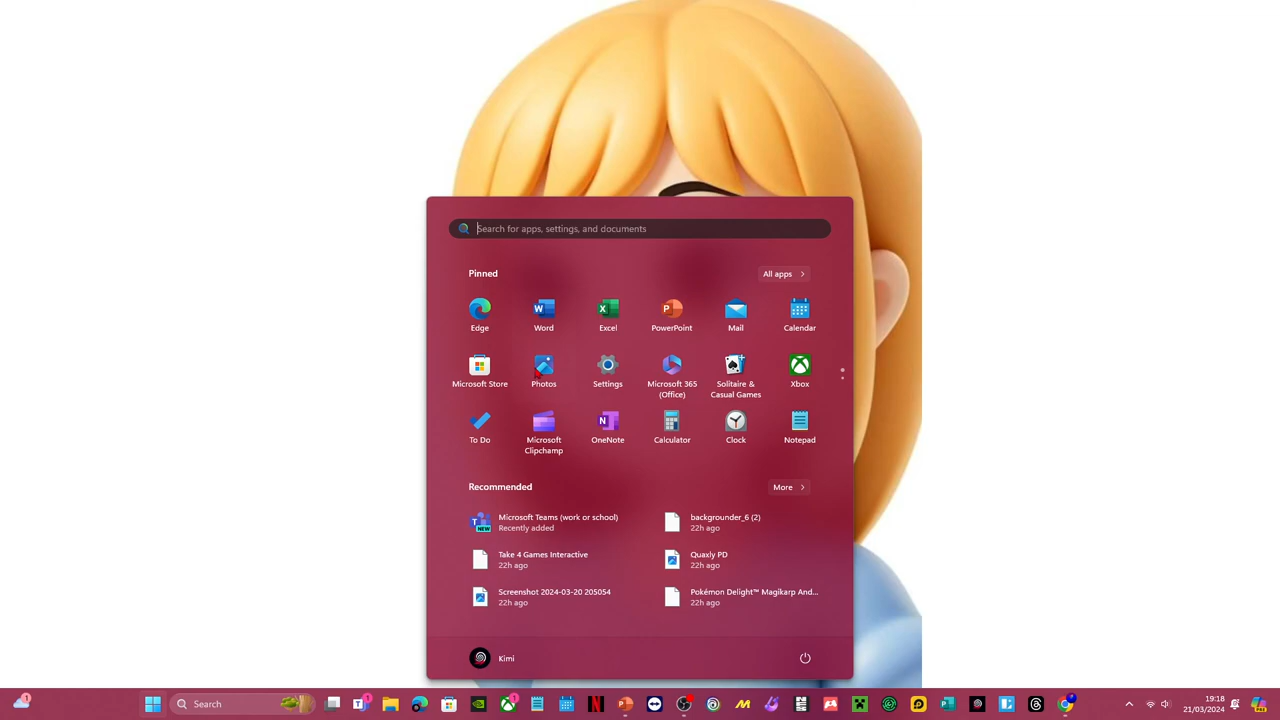 Search for apps, settings, and documents
Pinned
All apps
Edge
Word
Excel
PowerPoint
Mail
Calendar
Microsoft Store
Photos
Settings
Microsoft 365
(Office)
Solitaire &
Casual Games
Xbox
To Do
Microsoft
Clipchamp
OneNote
Calculator
Clock
Notepad
Recommended
More
Microsoft Teams (work or school)
Recently added
backgrounder_6 (2)
22h ago
Take 4 Games Interactive
22h ago
Quaxly PD
22h ago
Screenshot 2024-03-20 205054
22h ago
Pokémon Delight™ Magikarp And...
22h ago
Kimi
Search
19:18
21/03/2024